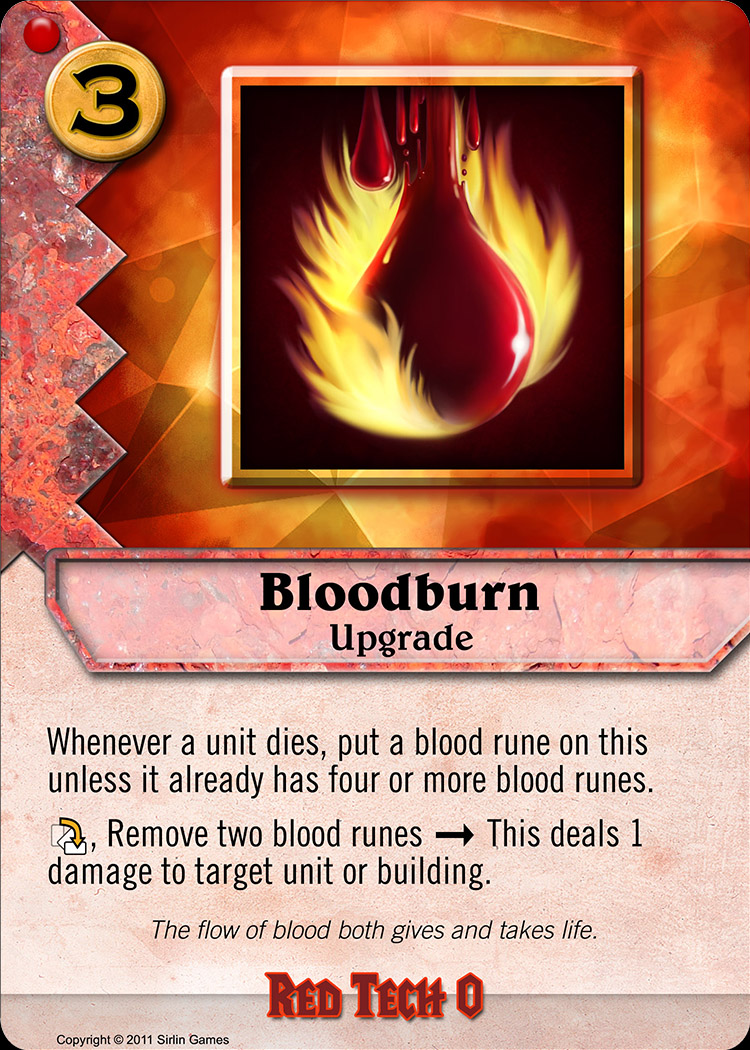 3
Bloodburn
Upgrade
Whenever a unit dies, put a blood rune on this
unless it already has four or more blood runes.
, Remove two blood runes → This deals 1
damage to target unit or building.
The flow of blood both gives and takes life.
Red Tech 0
Copyright © 2011 Sirlin Games